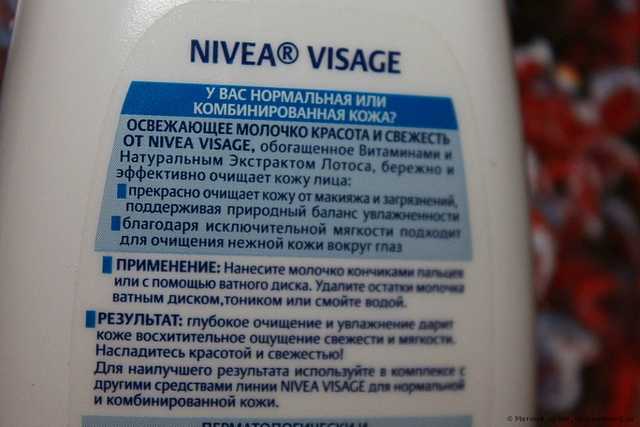 NIVEA® VISAGE
У ВАС НОРМАЛЬНАЯ ИЛИ
КОМБИНИРОВАННАЯ КОЖА?
ОСВЕЖАЮЩЕЕ МОЛОЧКО КРАСОТА И СВЕЖЕСТЬ
ОТ NIVEA VISAGE, обогащенное Витаминами и
Натуральным Экстрактом Лотоса, бережно и
эффективно очищает кожу лица:
прекрасно очищает кожу от макияжа и загрязнений,
поддерживая природный баланс увлажненности
благодаря исключительной мягкости подходит
для очищения нежной кожи вокруг глаз
ПРИМЕНЕНИЕ: Нанесите молочко кончиками пальцев
или с помощью ватного диска. Удалите остатки молочка
ватным диском,тоником или смойте водой.
РЕЗУЛЬТАТ: глубокое очищение и увлажнение дарит
коже восхитительное ощущение свежести и мягкости.
Насладитесь красотой и свежестью!
Для наилучшего результата используйте в комплексе с
другими средствами линии NIVEA VISAGE для нормальной
и комбинированной кожи.
ДЕРМАТОЛОГИЧЕСКИ И